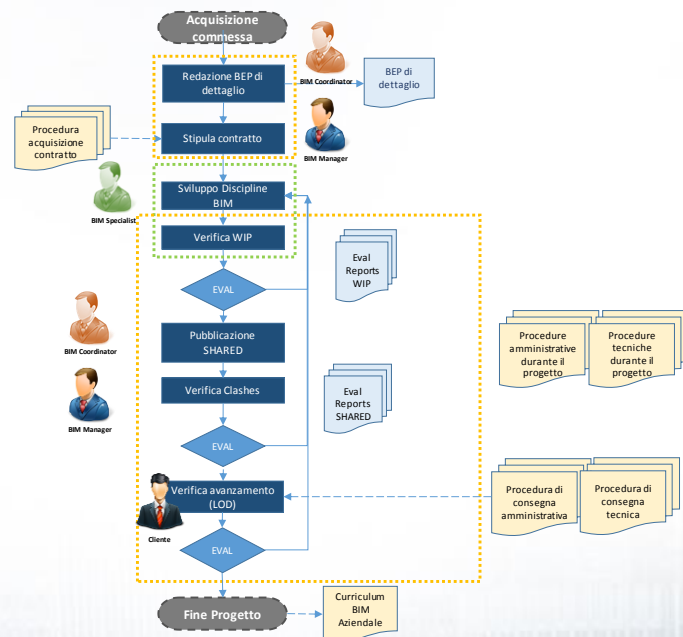 Acquisizione
commessa
BIM Coordinator
Redazione BEP di
dettaglio
BEP di
dettaglio
Procedura
acquisizione
contratto
Stipula contratto
BIM Manager
Sviluppo Discipline
BIM
BIM Specialist
Verifica WIP
Eval
Reports
WIP
EVAL
BIM Coordinator
Pubblicazione
SHARED
Procedure
amministrative
durante il
progetto
Procedure
tecniche
durante il
progetto
Verifica Clashes
Eval
Reports
SHARED
BIM Manager
EVAL
Verifica avanzamento
(LOD)
Cliente
Procedura di
consegna
amministrativa
Procedura di
consegna
tecnica
EVAL
Fine Progetto
Curriculum
BIM
Aziendale